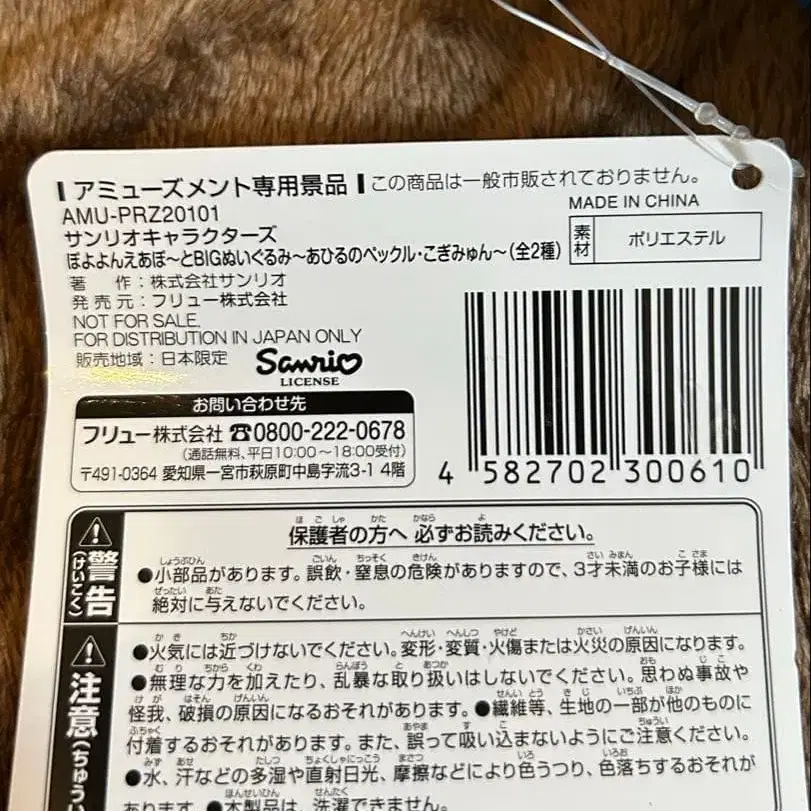 アミューズメント専用景品 この商品は一般市販されておりません。
AMU-PRZ20101
MADE IN CHINA
サンリオキャラクターズ
素材 ポリエステル
ぽよよんえあぽ〜とBIGぬいぐるみ〜あひるのペックル・こぎみゅん〜(全2種)
著 作:株式会社サンリオ
発 売 元:フリュー株式会社
NOT FOR SALE.
FOR DISTRIBUTION IN JAPAN ONLY
販売地域:日本限定
Sanrio
LICENSE
お問い合わせ先
フリュー株式会社 ☎0800-222-0678
(通話無料、平日10:00〜18:00受付)
〒491-0364 愛知県一宮市萩原町中島字流3-1 4階
4 582702 300610
⚠警告(けいこく)
保護者の方へ 必ずお読みください。
●小部品があります。誤飲・窒息の危険がありますので、3才未満のお子様には
絶対に与えないでください。
⚠注意(ちゅうい
●火気には近づけないでください。変形・変質・火傷または火災の原因になります。
●無理な力を加えたり、乱暴な取り扱いはしないでください。思わぬ事故や
怪我、破損の原因になるおそれがあります。●繊維等、生地の一部が他のものに
付着するおそれがあります。また、誤って吸い込まないようにご注意ください。
●水、汗などの多湿や直射日光、摩擦などにより色うつり、色落ちするおそれが
あります。●本製品は、洗濯できません。